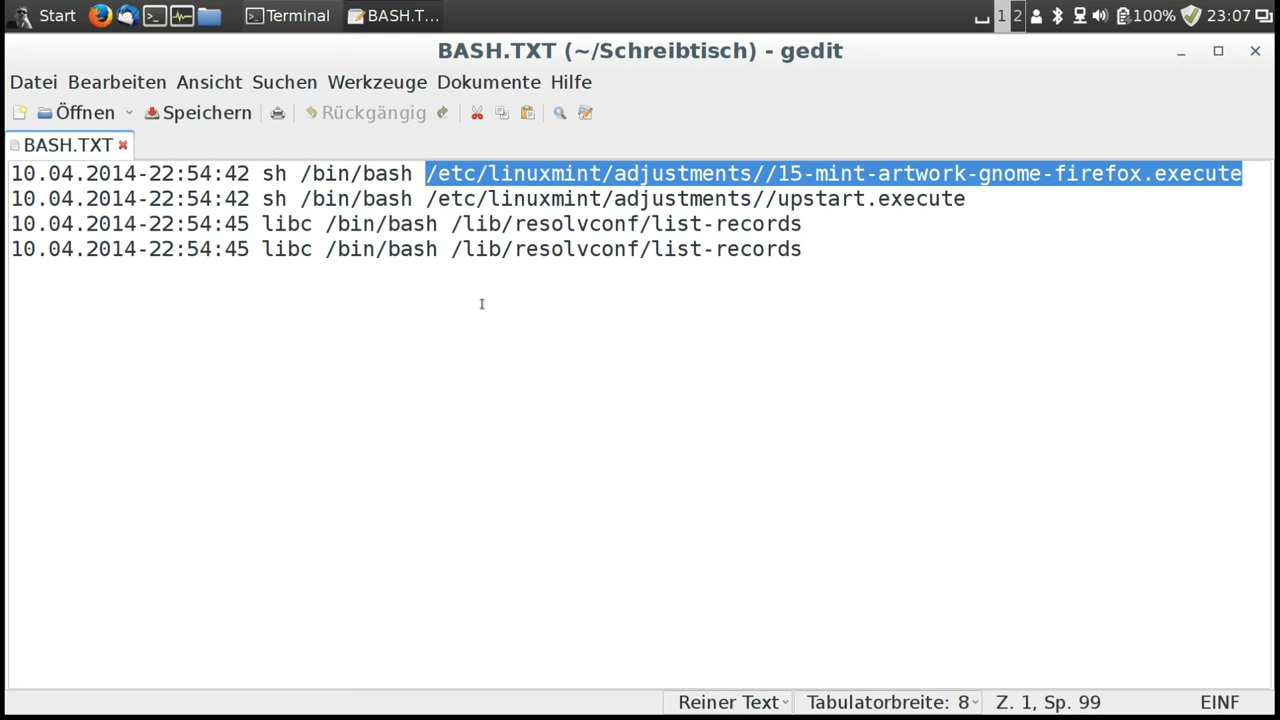 Start Terminal BASH.T... 1 2 100% 23:07
BASH.TXT (~/Schreibtisch) - gedit
Datei Bearbeiten Ansicht Suchen Werkzeuge Dokumente Hilfe
Öffnen Speichern Rückgängig
BASH.TXT
10.04.2014-22:54:42 sh /bin/bash /etc/linuxmint/adjustments//15-mint-artwork-gnome-firefox.execute
10.04.2014-22:54:42 sh /bin/bash /etc/linuxmint/adjustments//upstart.execute
10.04.2014-22:54:45 libc /bin/bash /lib/resolvconf/list-records
10.04.2014-22:54:45 libc /bin/bash /lib/resolvconf/list-records
Reiner Text Tabulatorbreite: 8 Z. 1, Sp. 99 EINF